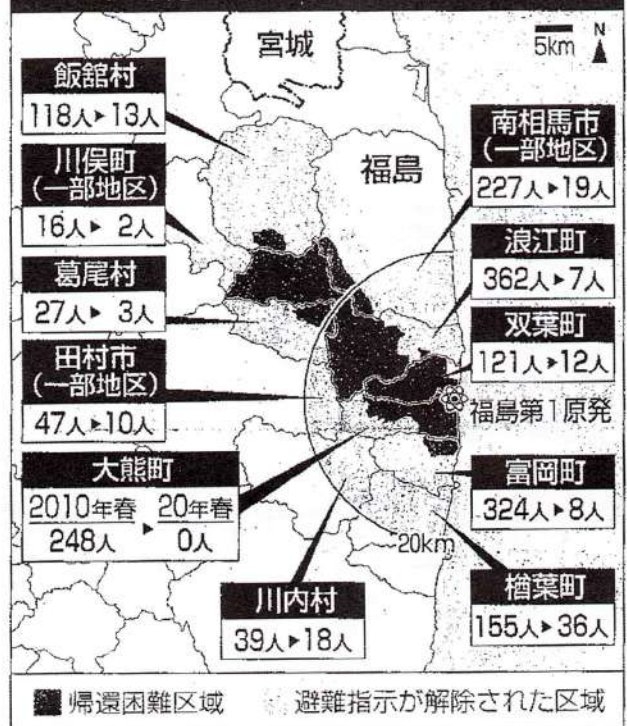 宮城
5km
N
飯舘村
118人▶13人
川俣町
(一部地区)
16人▶ 2人
葛尾村
27人▶ 3人
田村市
(一部地区)
47人▶10人
大熊町
2010年春 ▶ 20年春
248人 0人
川内村
39人▶18人
福島
南相馬市
(一部地区)
227人▶19人
浪江町
362人▶7人
双葉町
121人▶12人
福島第1原発
富岡町
324人▶8人
20km
楢葉町
155人▶36人
帰還困難区域
避難指示が解除された区域